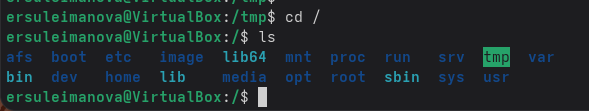 ersuleimanova@VirtualBox:/tmp$ cd /
ersuleimanova@VirtualBox:/$ ls
afs boot etc image lib64 mnt proc run srv tmp var
bin dev home lib media opt root sbin sys usr
ersuleimanova@VirtualBox:/$